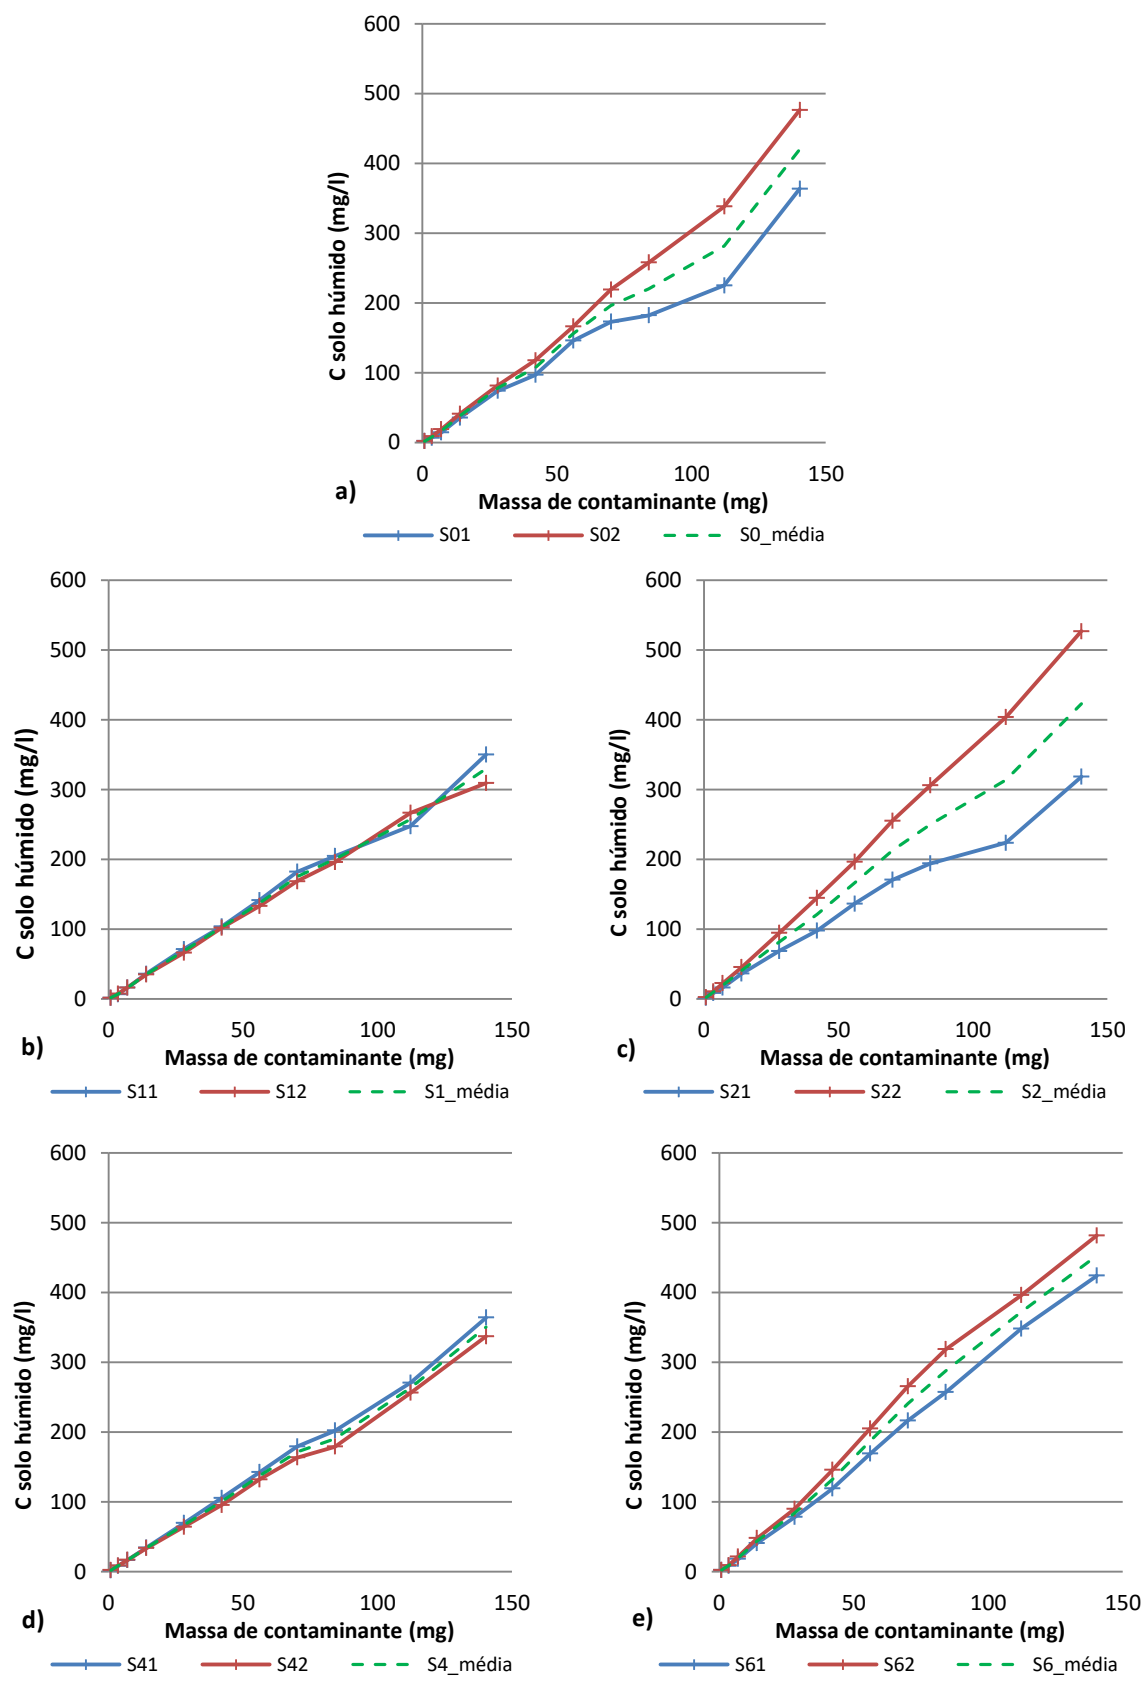 600
500
400
300
200
100
0
C solo húmido (mg/l)
0 50 100 150
a)
Massa de contaminante (mg)
S01 S02 S0_média
600
500
400
300
200
100
0
C solo húmido (mg/l)
0 50 100 150
b)
Massa de contaminante (mg)
S11 S12 S1_média
600
500
400
300
200
100
0
C solo húmido (mg/l)
0 50 100 150
c)
Massa de contaminante (mg)
S21 S22 S2_média
600
500
400
300
200
100
0
C solo húmido (mg/l)
0 50 100 150
d)
Massa de contaminante (mg)
S41 S42 S4_média
600
500
400
300
200
100
0
C solo húmido (mg/l)
0 50 100 150
e)
Massa de contaminante (mg)
S61 S62 S6_média